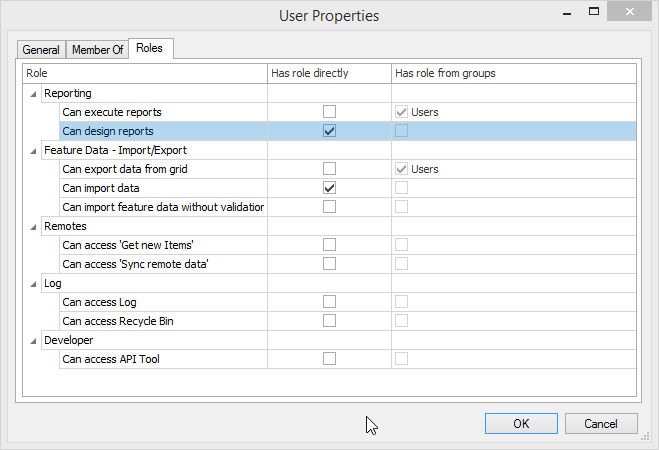 User Properties
General Member Of Roles
Role Has role directly Has role from groups
Reporting
Can execute reports Users
Can design reports
Feature Data - Import/Export
Can export data from grid Users
Can import data
Can import feature data without validation
Remotes
Can access 'Get new Items'
Can access 'Sync remote data'
Log
Can access Log
Can access Recycle Bin
Developer
Can access API Tool
OK Cancel